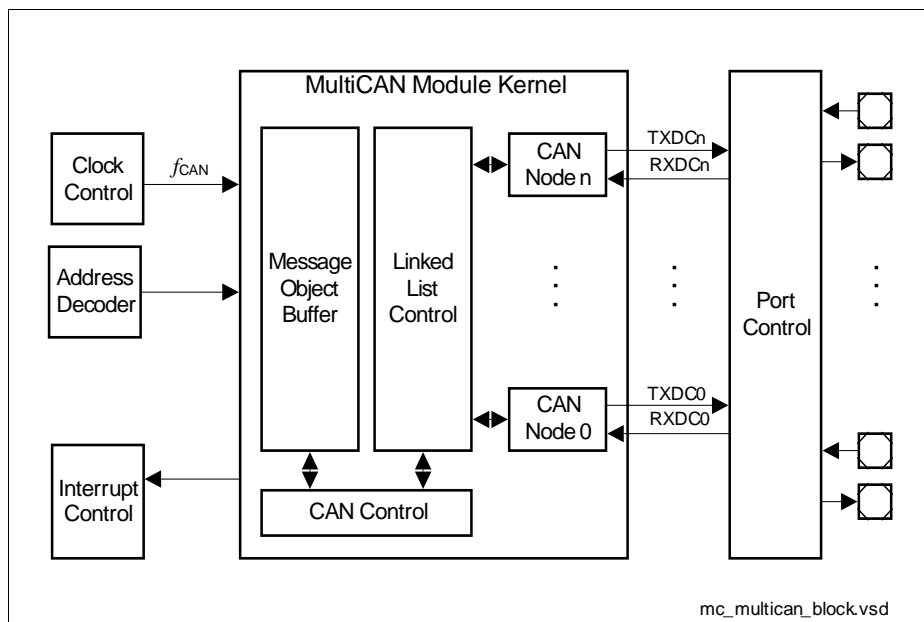 MultiCAN Module Kernel
Clock
Control
fCAN
Address
Decoder
Interrupt
Control
Message
Object
Buffer
Linked
List
Control
CAN Control
CAN
Node n
CAN
Node 0
TXDCn
RXDCn
TXDC0
RXDC0
Port
Control
mc_multican_block.vsd